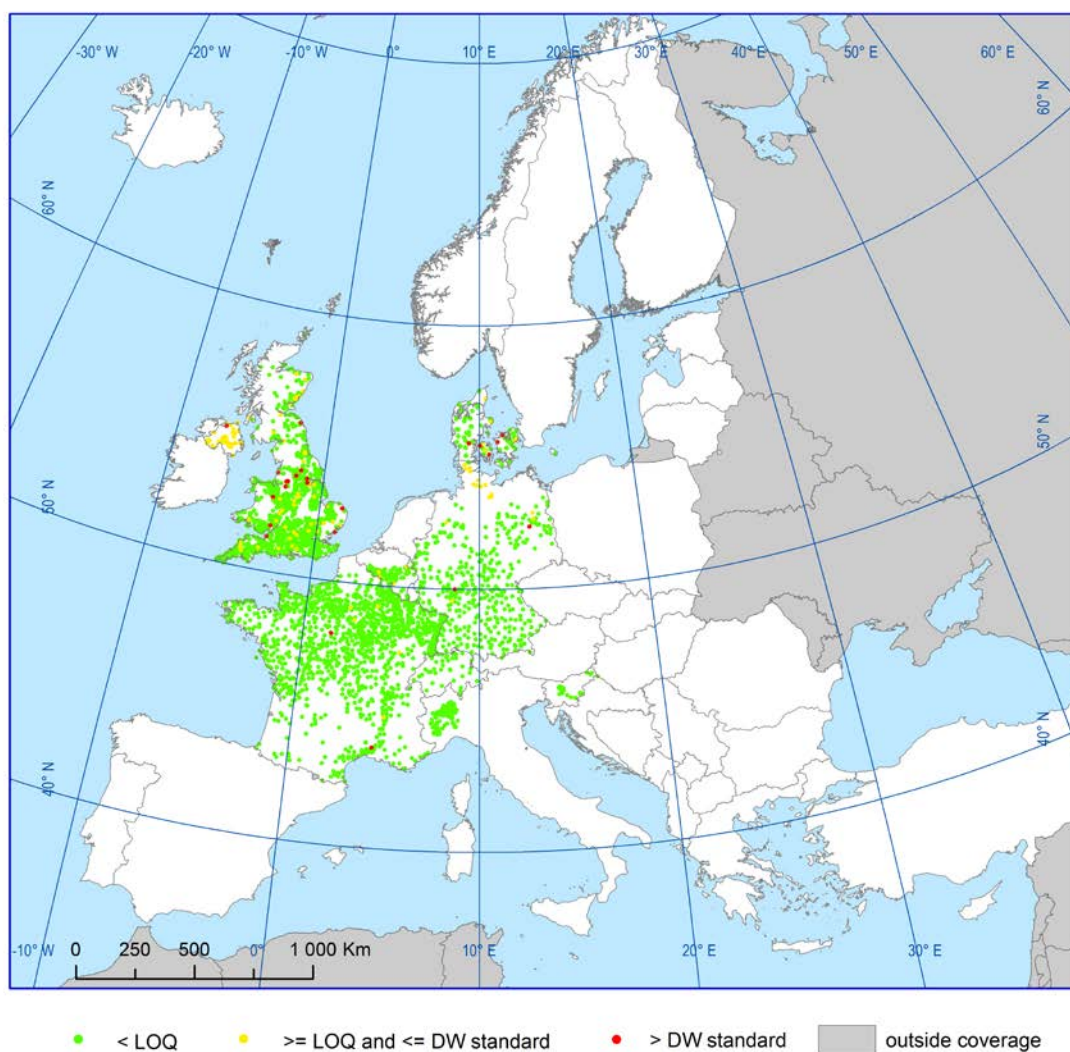 -30° W -20° W -10° W 0° 10° E 20° E 30° E 40° E 50° E 60° E
60° N
60° N
50° N
50° N
40° N
40° N
0 250 500 1 000 Km
-10° W 0° 10° E 20° E 30° E
< LOQ >= LOQ and <= DW standard > DW standard outside coverage